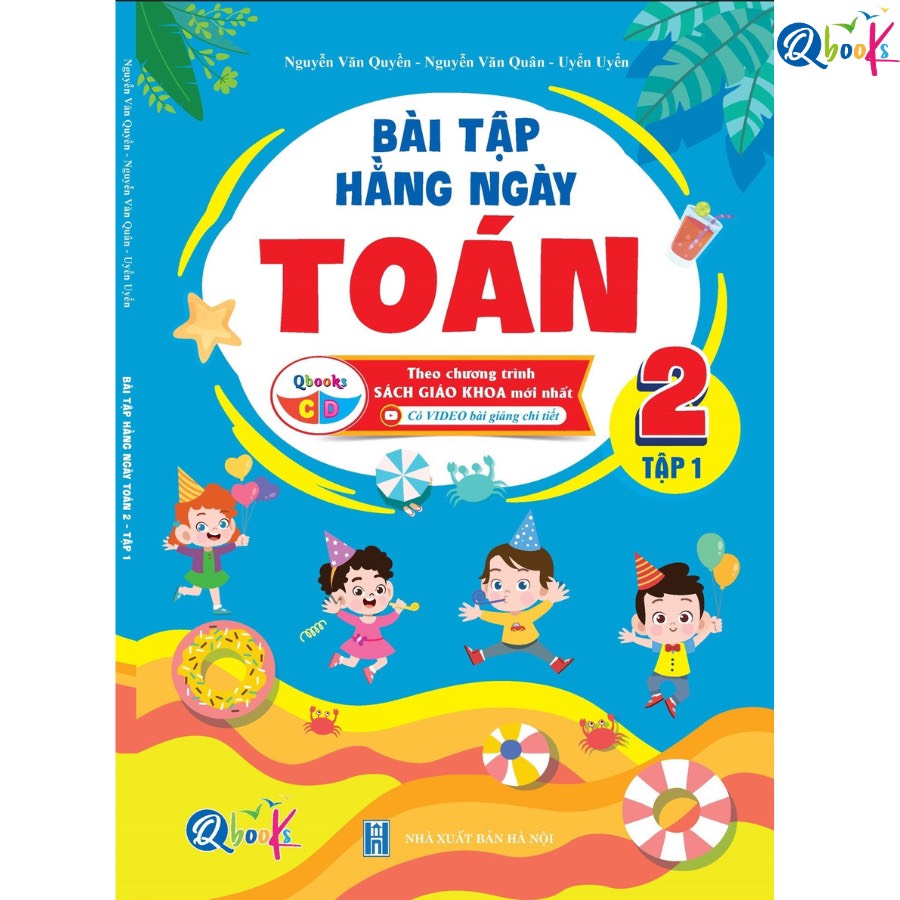 Qbooks
Nguyễn Văn Quyền - Nguyễn Văn Quân - Uyển Uyển
BÀI TẬP
HẰNG NGÀY
TOÁN
Qbooks
CD
Theo chương trình
SÁCH GIÁO KHOA mới nhất
Có VIDEO bài giảng chi tiết
2
TẬP 1
Nguyễn Văn Quyền - Nguyễn Văn Quân - Uyển Uyển
BÀI TẬP HẰNG NGÀY TOÁN 2 - TẬP 1
Qbooks
NHÀ XUẤT BẢN HÀ NỘI